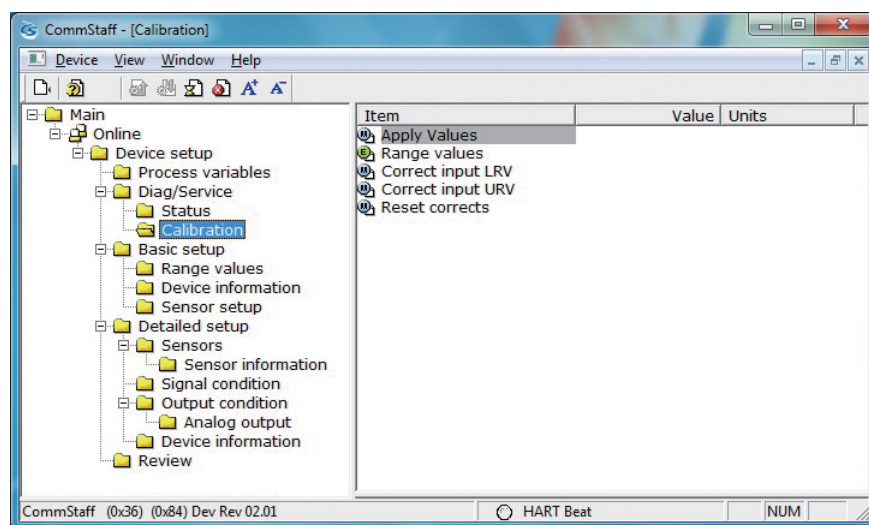 CommStaff - [Calibration]
Device View Window Help
Main
Online
Device setup
Process variables
Diag/Service
Status
Calibration
Basic setup
Range values
Device information
Sensor setup
Detailed setup
Sensors
Sensor information
Signal condition
Output condition
Analog output
Device information
Review
Item Value Units
Apply Values
Range values
Correct input LRV
Correct input URV
Reset corrects
CommStaff (0x36) (0x84) Dev Rev 02.01 HART Beat NUM